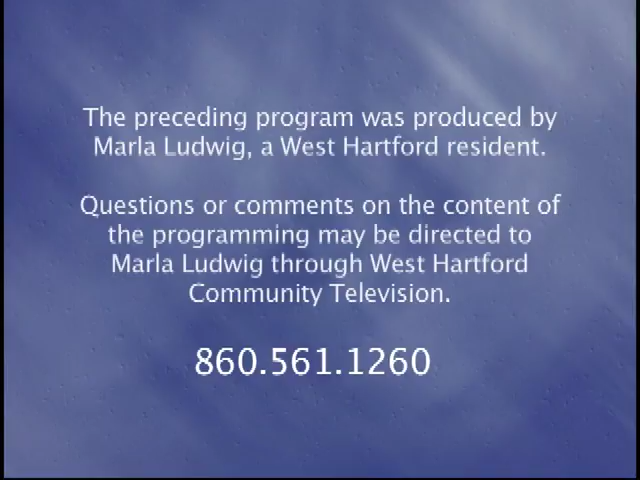 The preceding program was produced by
Marla Ludwig, a West Hartford resident.
Questions or comments on the content of
the programming may be directed to
Marla Ludwig through West Hartford
Community Television.
860.561.1260